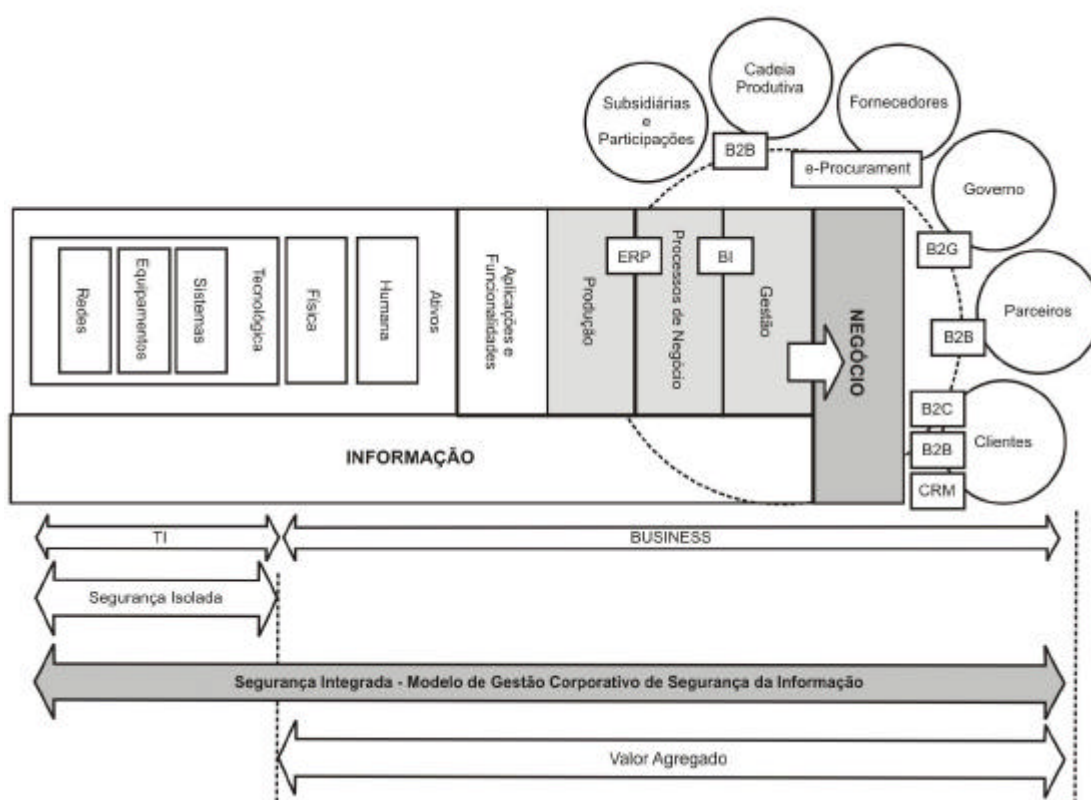 Cadeia
Produtiva
Subsidiárias
e
Participações
Fornecedores
B2B
e-Procurament
Governo
B2G
Parceiros
B2B
B2C
B2B
CRM
Clientes
Redes
Equipamentos
Sistemas
Tecnológica
Física
Humana
Ativos
Aplicações e
Funcionalidades
Produção
ERP
Processos de Negócio
BI
Gestão
NEGÓCIO
INFORMAÇÃO
TI
BUSINESS
Segurança Isolada
Segurança Integrada - Modelo de Gestão Corporativo de Segurança da Informação
Valor Agregado